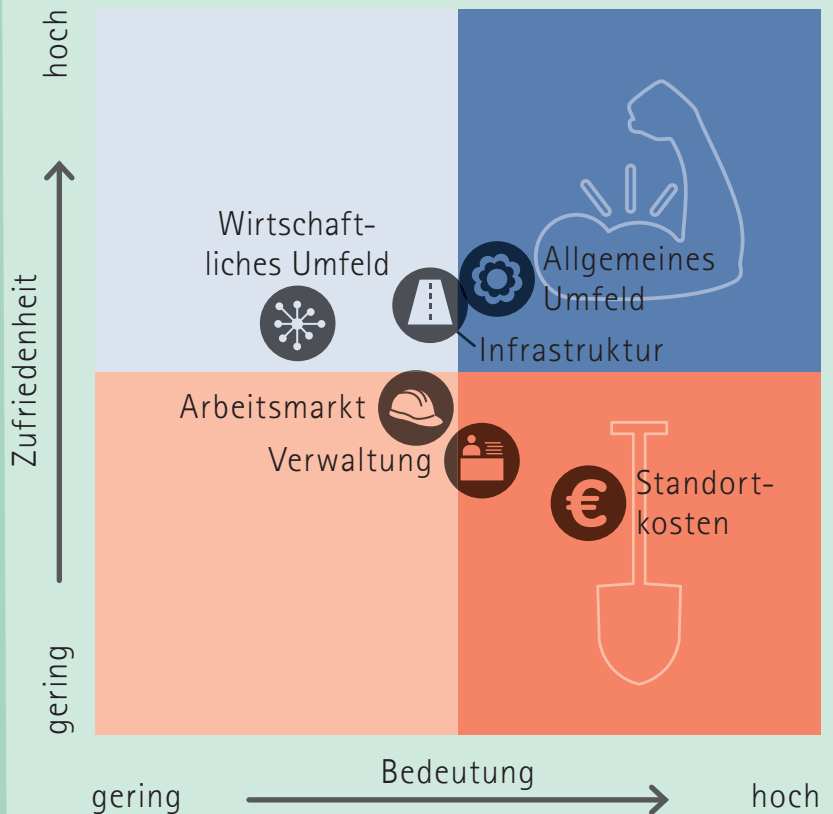 hoch
Zufriedenheit
gering
Wirtschaft-
liches Umfeld
Allgemeines
Umfeld
Infrastruktur
Arbeitsmarkt
Verwaltung
€
Standort-
kosten
Bedeutung
gering
hoch